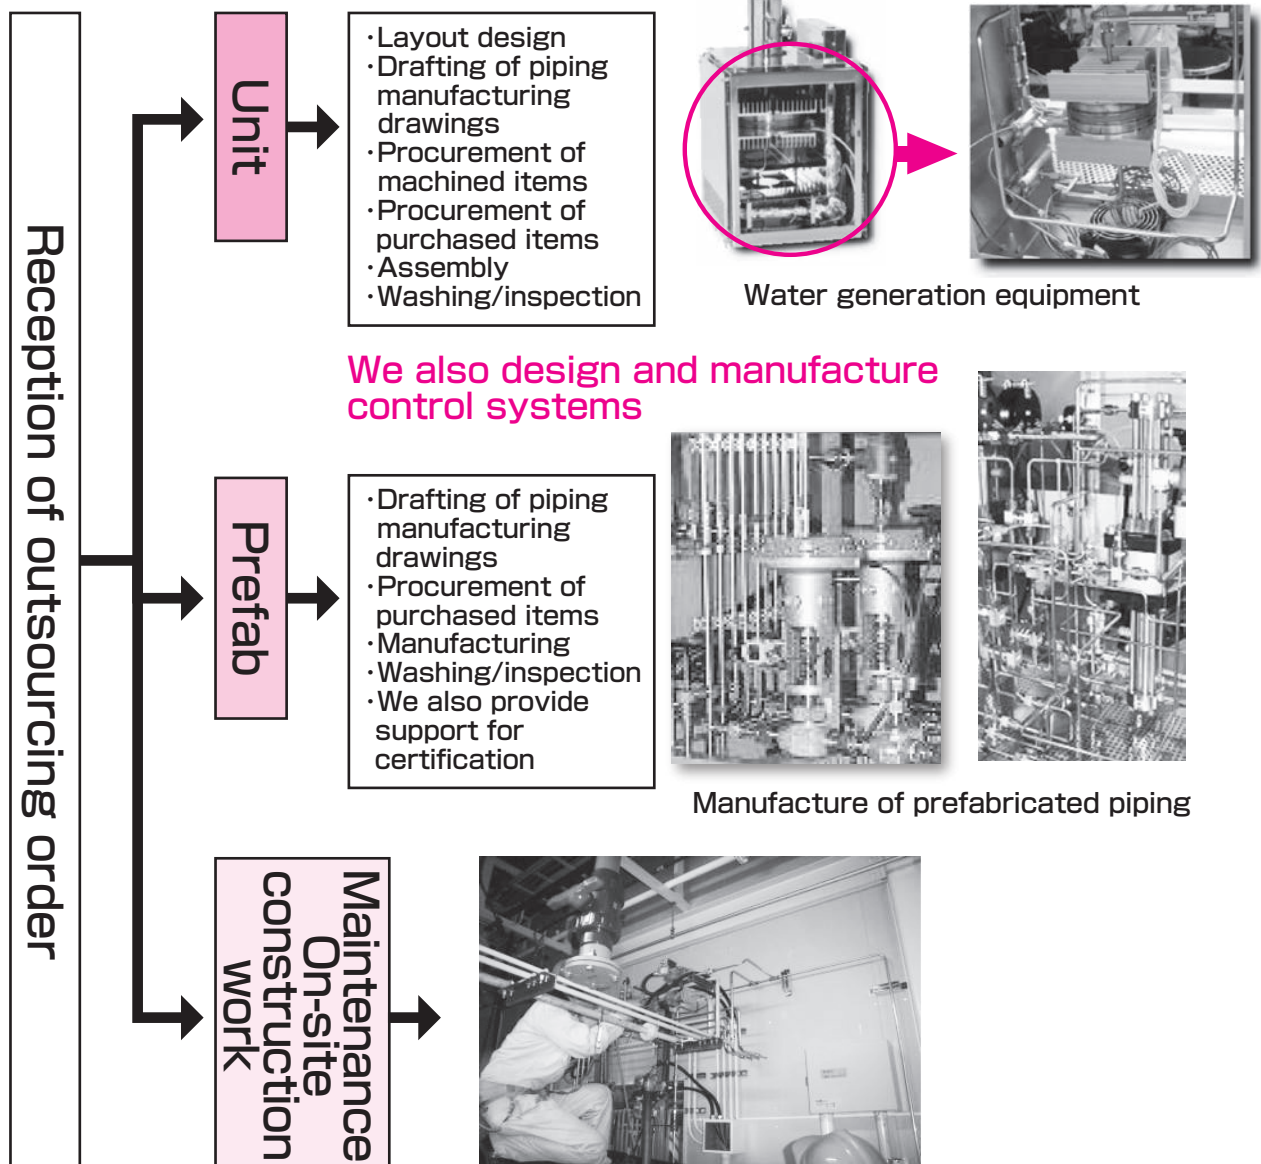 Reception of outsourcing order
Unit
·Layout design
·Drafting of piping
manufacturing
drawings
·Procurement of
machined items
·Procurement of
purchased items
·Assembly
·Washing/inspection
Water generation equipment
We also design and manufacture
control systems
Prefab
·Drafting of piping
manufacturing
drawings
·Procurement of
purchased items
·Manufacturing
·Washing/inspection
·We also provide
support for
certification
Manufacture of prefabricated piping
Maintenance
On-site
construction
work